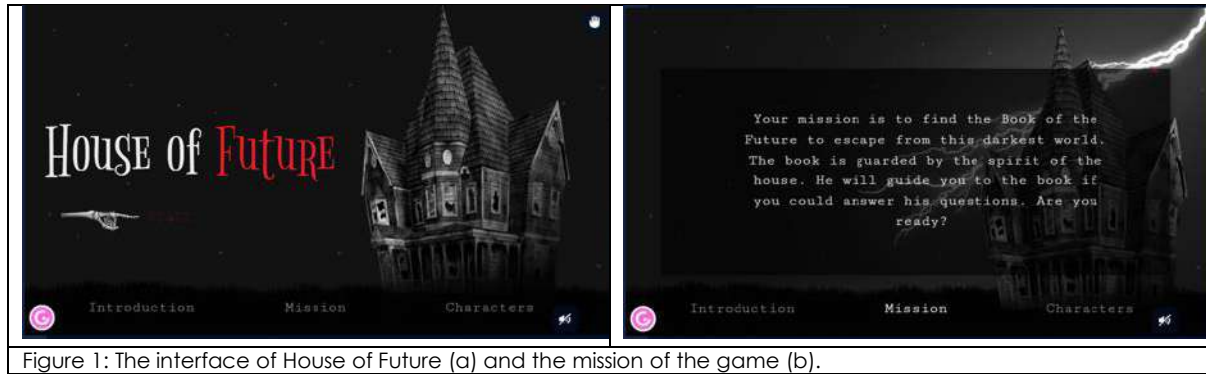 House of Future
START
Introduction
Mission
Characters
Your mission is to find the Book of the
Future to escape from this darkest world.
The book is guarded by the spirit of the
house. He will guide you to the book if
you could answer his questions. Are you
ready?
Introduction
Mission
Characters
Figure 1: The interface of House of Future (a) and the mission of the game (b).